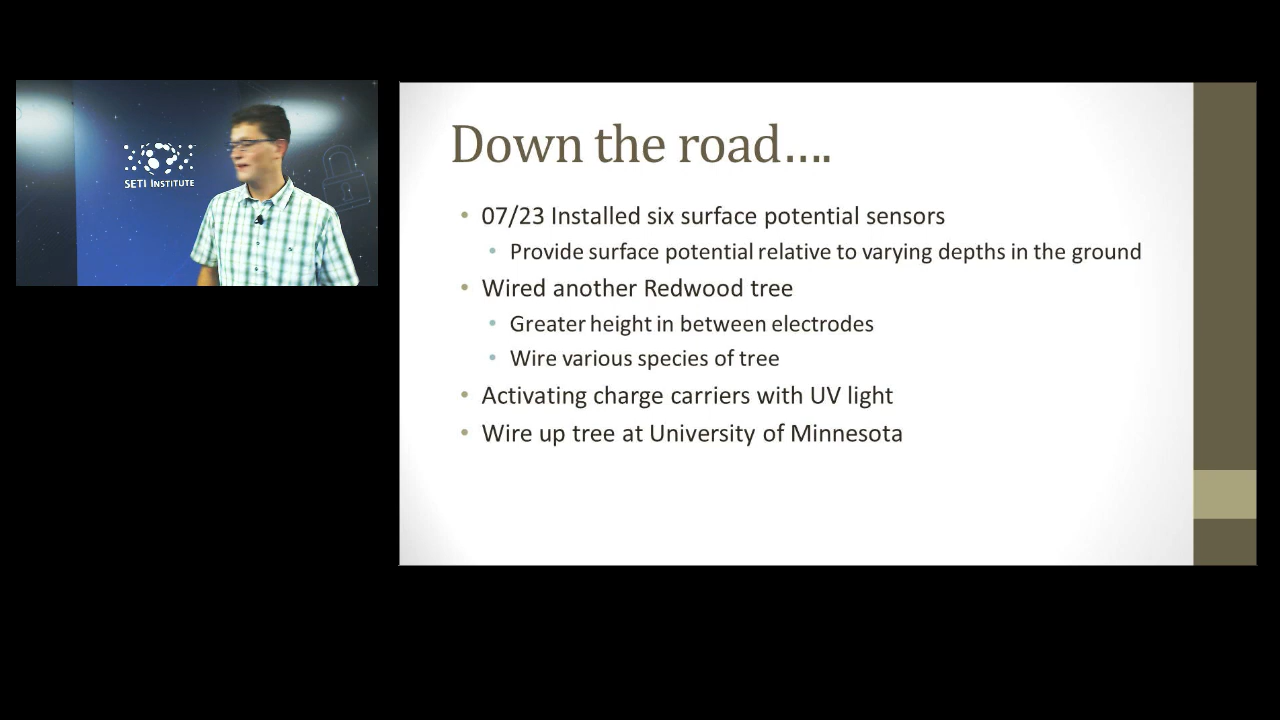 SETI INSTITUTE
Down the road….
07/23 Installed six surface potential sensors
Provide surface potential relative to varying depths in the ground
Wired another Redwood tree
Greater height in between electrodes
Wire various species of tree
Activating charge carriers with UV light
Wire up tree at University of Minnesota